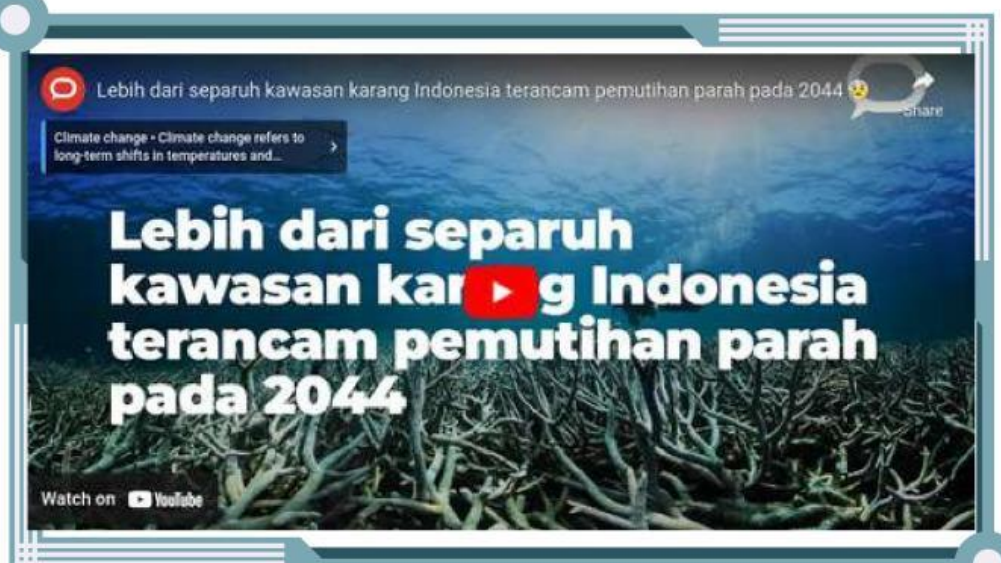 Lebih dari separuh kawasan karang Indonesia terancam pemutihan parah pada 2044 😟
Share
Climate change • Climate change refers to
long-term shifts in temperatures and...
Lebih dari separuh
kawasan kar g Indonesia
terancam pemutihan parah
pada 2044
Watch on YouTube